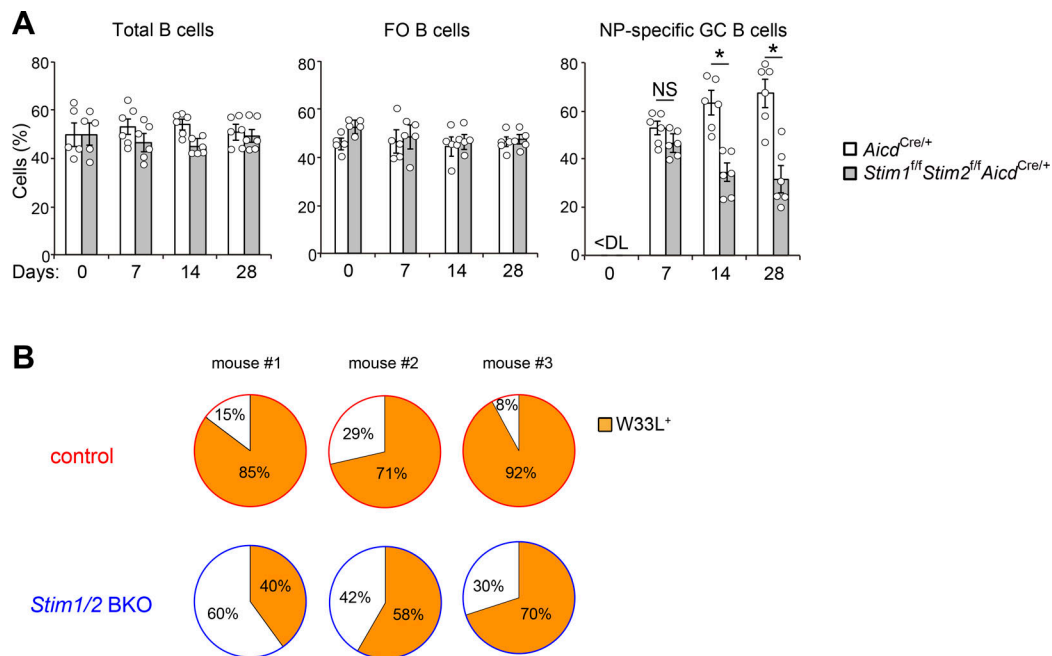 A
Total B cells
FO B cells
NP-specific GC B cells
Cells (%)
80
60
40
20
0
Days: 0 7 14 28
80
60
40
20
0
0 7 14 28
80
60
40
20
0
<DL
NS
*
*
0 7 14 28
Aicd^Cre/+
Stim1^f/f Stim2^f/f Aicd^Cre/+
B
mouse #1 mouse #2 mouse #3
control
15%
85%
29%
71%
8%
92%
W33L⁺
Stim1/2 BKO
40%
60%
42%
58%
30%
70%